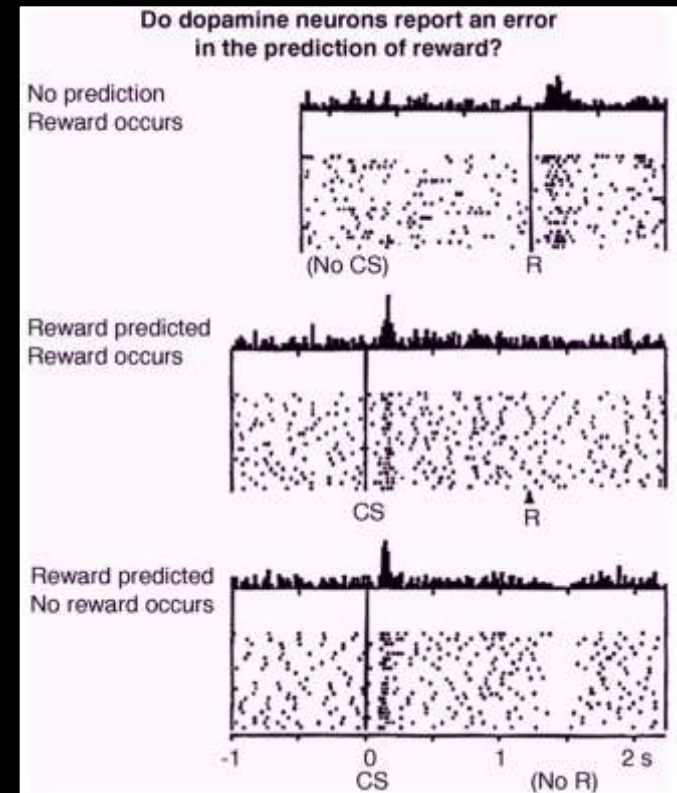 Do dopamine neurons report an error
in the prediction of reward?
No prediction
Reward occurs
(No CS) R
Reward predicted
Reward occurs
CS R
Reward predicted
No reward occurs
-1 0 1 2 s
CS (No R)